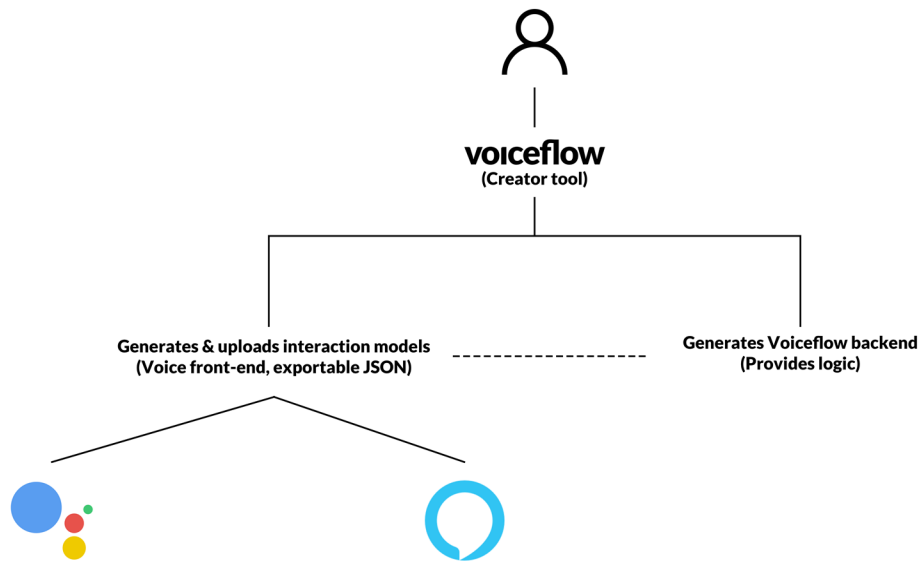 voiceflow
(Creator tool)
Generates & uploads interaction models
(Voice front-end, exportable JSON)
Generates Voiceflow backend
(Provides logic)